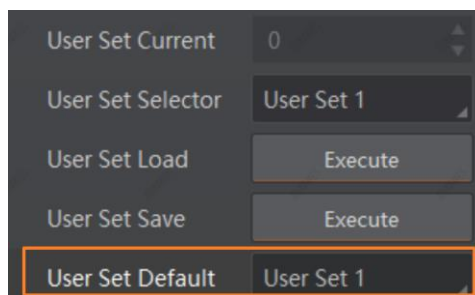 User Set Current 0
User Set Selector User Set 1
User Set Load Execute
User Set Save Execute
User Set Default User Set 1